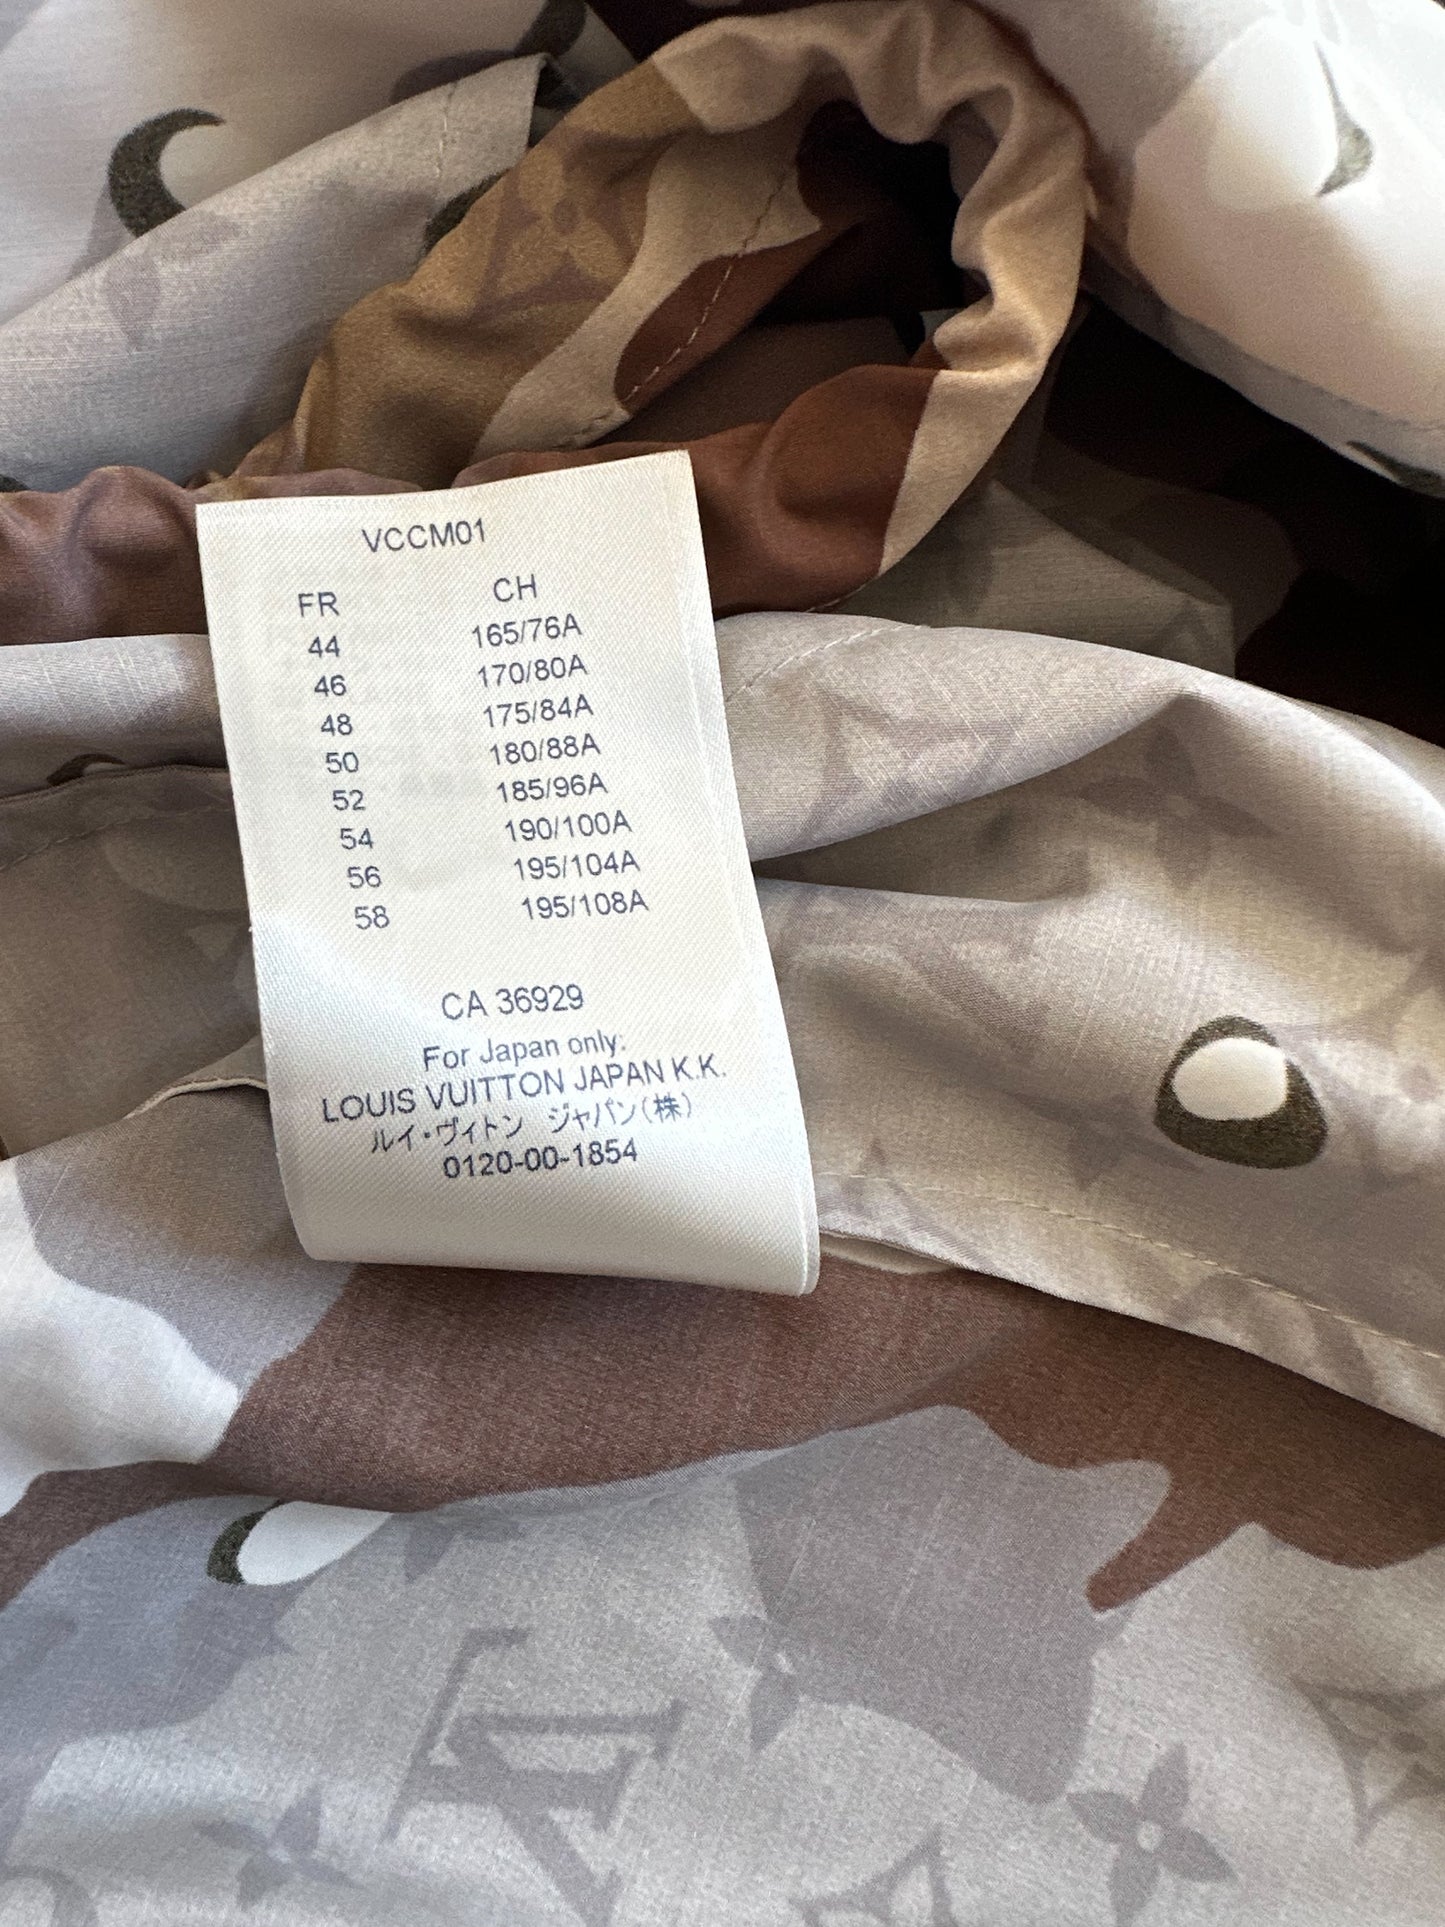 VCCM01
FR CH
44 165/76A
46 170/80A
48 175/84A
50 180/88A
52 185/96A
54 190/100A
56 195/104A
58 195/108A
CA 36929
For Japan only:
LOUIS VUITTON JAPAN K.K.
ルイ・ヴィトン ジャパン(株)
0120-00-1854
LV